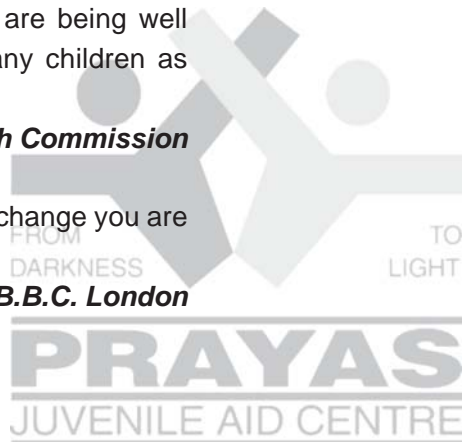 are being well
any children as
h Commission
change you are
FROM TO
DARKNESS LIGHT
B.B.C. London
PRAYAS
JUVENILE AID CENTRE